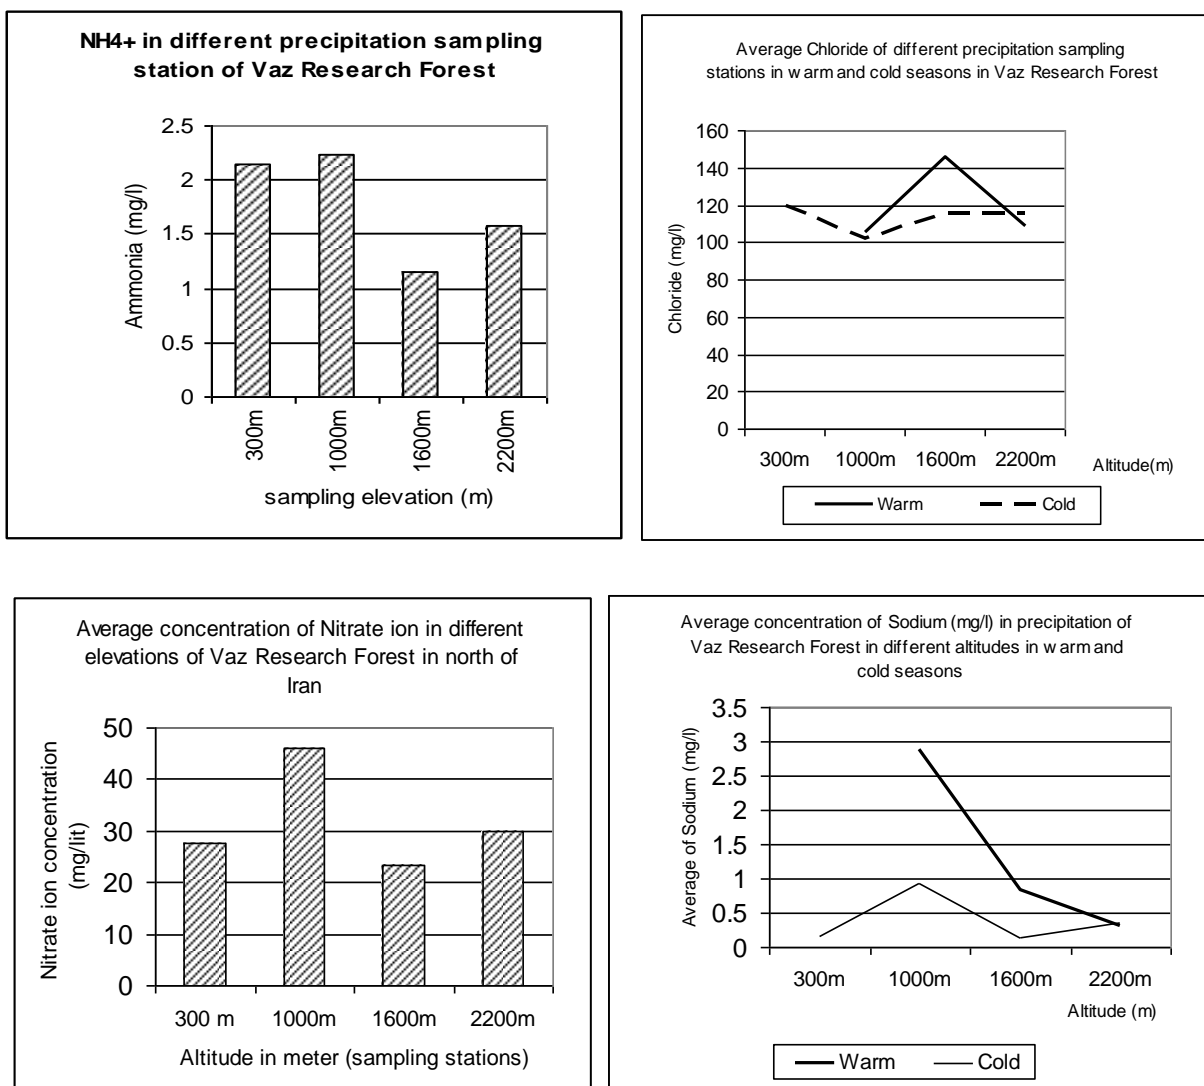 NH4+ in different precipitation sampling
station of Vaz Research Forest
2.5
2
1.5
1
0.5
0
Ammonia (mg/l)
300m
1000m
1600m
2200m
sampling elevation (m)
Average Chloride of different precipitation sampling
stations in warm and cold seasons in Vaz Research Forest
160
140
120
100
80
60
40
20
0
Chloride (mg/l)
300m 1000m 1600m 2200m
Altitude(m)
Warm Cold
Average concentration of Nitrate ion in different
elevations of Vaz Research Forest in north of
Iran
50
40
30
20
10
0
Nitrate ion concentration
(mg/lit)
300 m 1000m 1600m 2200m
Altitude in meter (sampling stations)
Average concentration of Sodium (mg/l) in precipitation of
Vaz Research Forest in different altitudes in warm and
cold seasons
3.5
3
2.5
2
1.5
1
0.5
0
Average of Sodium (mg/l)
300m 1000m 1600m 2200m
Altitude (m)
Warm Cold